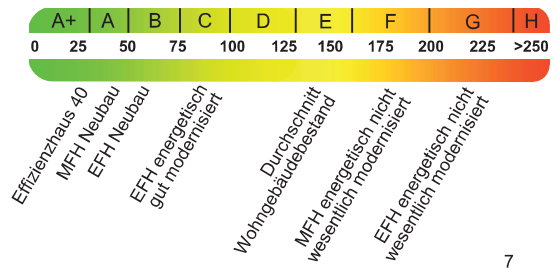 A+ A B C D E F G H
0 25 50 75 100 125 150 175 200 225 >250
Effizienzhaus 40
MFH Neubau
EFH Neubau
EFH energetisch
gut modernisiert
Durchschnitt
Wohngebäudebestand
MFH energetisch nicht
wesentlich modernisiert
EFH energetisch nicht
wesentlich modernisiert
7